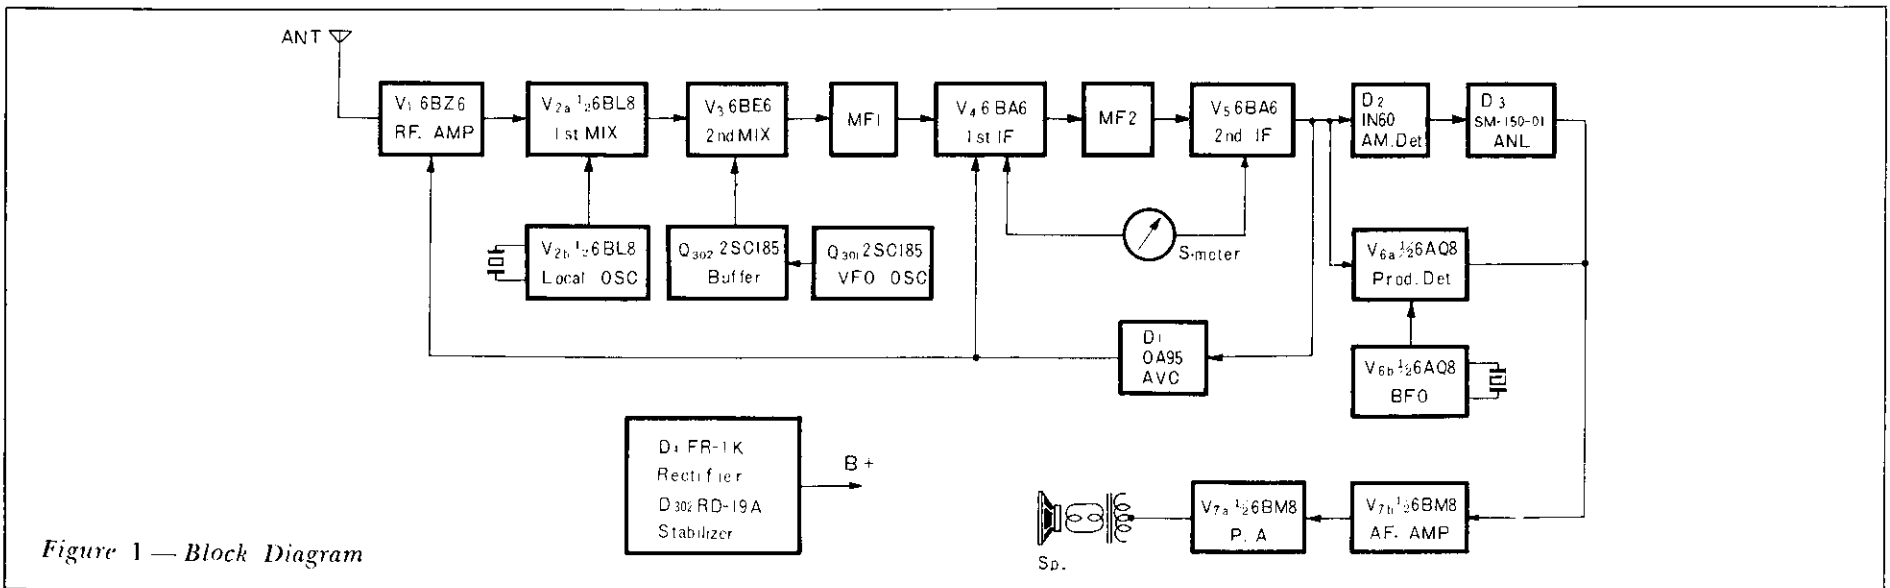 ANT
V1 6BZ6
RF. AMP
V2a ½6BL8
1st MIX
V3 6BE6
2nd MIX
MF1
V4 6BA6
1st IF
MF2
V5 6BA6
2nd IF
D2
IN60
AM.Det
D3
SM-150-01
ANL
V2b ½6BL8
Local OSC
Q302 2SC185
Buffer
Q301 2SC185
VFO OSC
S-meter
V6a ½6AQ8
Prod. Det
D1
OA95
AVC
V6b ½6AQ8
BFO
D4 FR-1K
Rectifier
D302 RD-19A
Stabilizer
B+
Sp.
V7a ½6BM8
P. A
V7b ½6BM8
AF. AMP
Figure 1 — Block Diagram